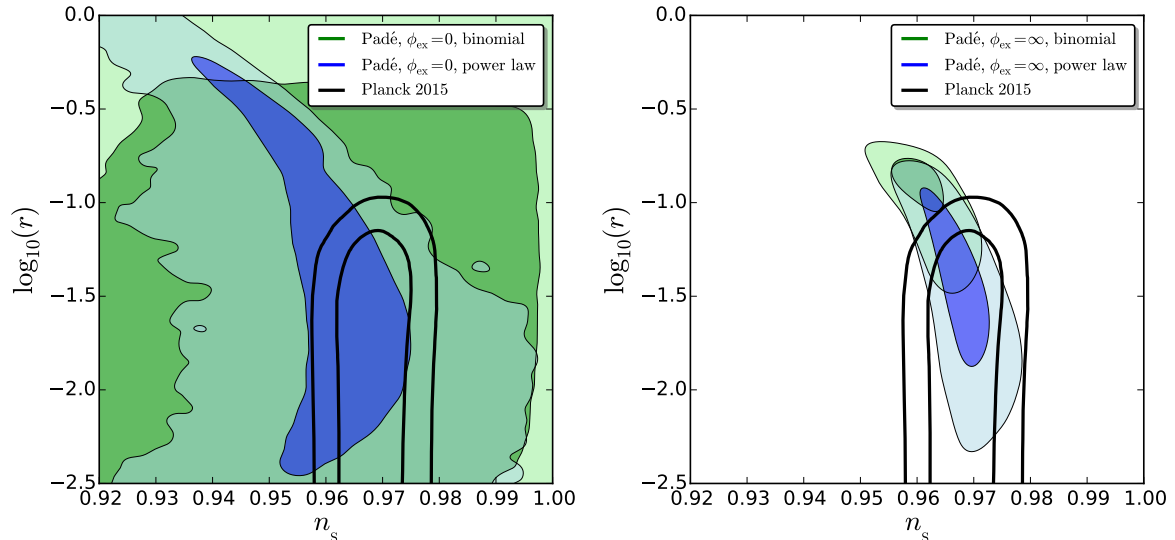 0.0
−0.5
−1.0
−1.5
−2.0
−2.5
log₁₀(r)
0.92 0.93 0.94 0.95 0.96 0.97 0.98 0.99 1.00
nₛ
Padé, ϕₑₓ=0, binomial
Padé, ϕₑₓ=0, power law
Planck 2015
0.0
−0.5
−1.0
−1.5
−2.0
−2.5
log₁₀(r)
0.92 0.93 0.94 0.95 0.96 0.97 0.98 0.99 1.00
nₛ
Padé, ϕₑₓ=∞, binomial
Padé, ϕₑₓ=∞, power law
Planck 2015